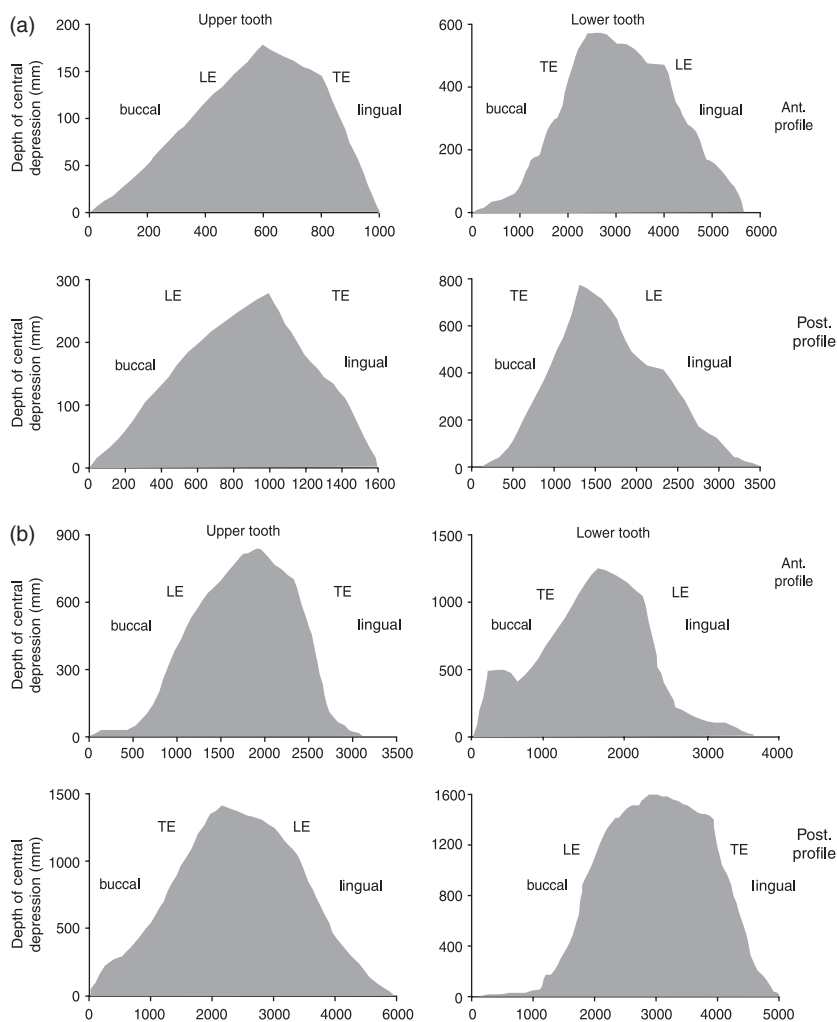 (a)
Upper tooth
Depth of central
depression (mm)
200
150
100
50
0
LE
TE
buccal
lingual
0 200 400 600 800 1000
Lower tooth
600
400
200
0
TE
LE
buccal
lingual
Ant.
profile
0 1000 2000 3000 4000 5000 6000
Depth of central
depression (mm)
300
200
100
0
LE
TE
buccal
lingual
0 200 400 600 800 1000 1200 1400 1600
800
600
800
400
200
0
TE
LE
buccal
lingual
Post.
profile
0 500 1000 1500 2000 2500 3000 3500
(b)
Upper tooth
Depth of central
depression (mm)
900
600
300
0
LE
TE
buccal
lingual
0 500 1000 1500 2000 2500 3000 3500
Lower tooth
1500
1000
500
0
TE
LE
buccal
lingual
Ant.
profile
0 1000 2000 3000 4000
Depth of central
depression (mm)
1500
1000
500
0
TE
LE
buccal
lingual
0 1000 2000 3000 4000 5000 6000
1600
1200
800
400
0
LE
TE
buccal
lingual
Post.
profile
0 1000 2000 3000 4000 5000